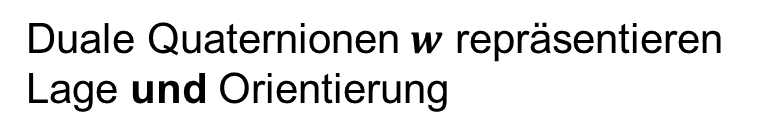 Duale Quaternionen w repräsentieren
Lage und Orientierung